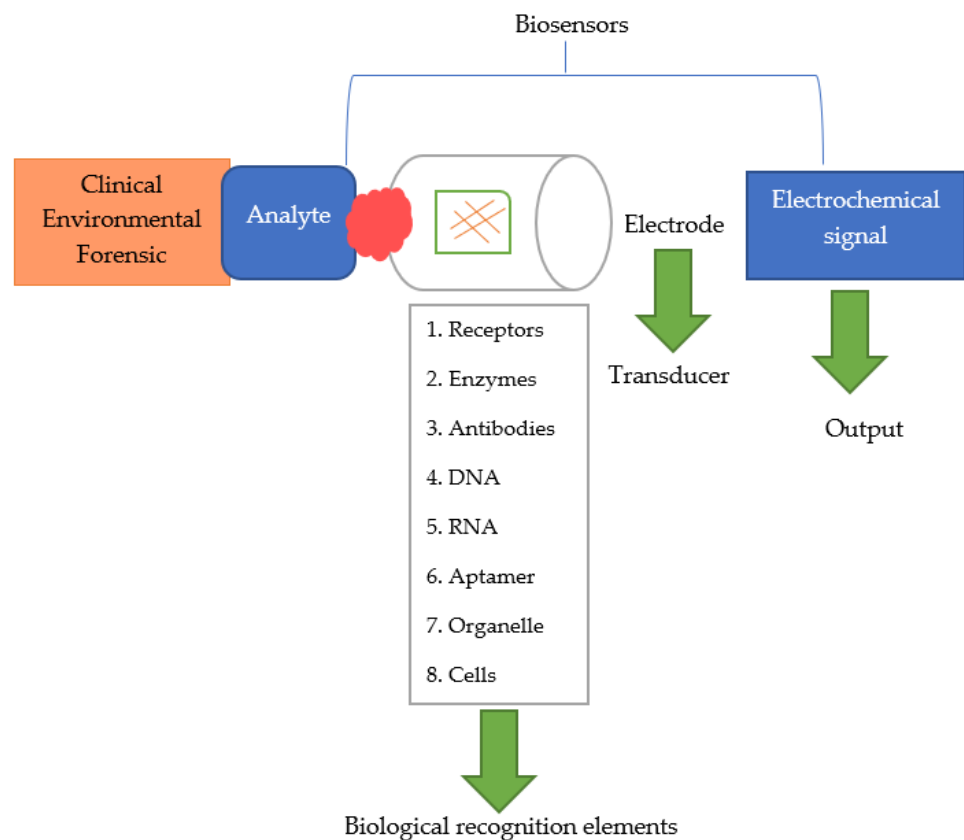 Biosensors
Clinical
Environmental
Forensic
Analyte
Electrode
Electrochemical
signal
1. Receptors
2. Enzymes
3. Antibodies
4. DNA
5. RNA
6. Aptamer
7. Organelle
8. Cells
Transducer
Output
Biological recognition elements